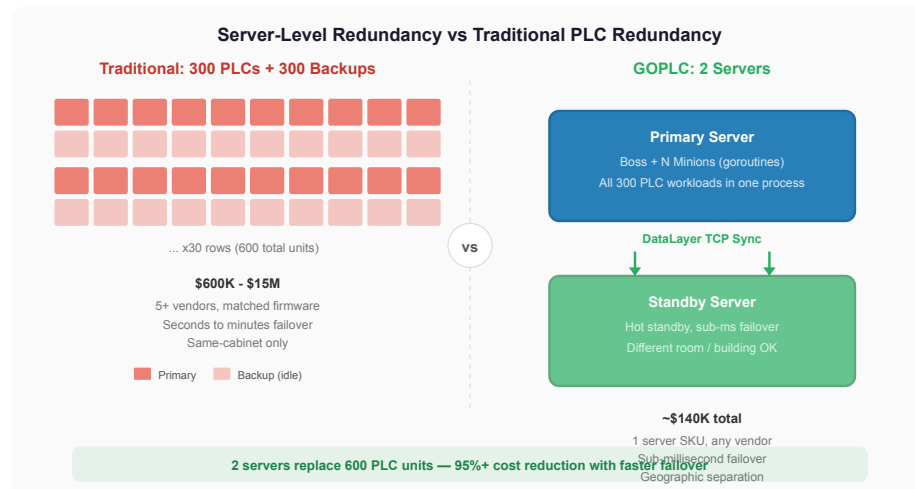 Server-Level Redundancy vs Traditional PLC Redundancy
Traditional: 300 PLCs + 300 Backups
... x30 rows (600 total units)
$600K - $15M
5+ vendors, matched firmware
Seconds to minutes failover
Same-cabinet only
Primary
Backup (idle)
vs
GOPLC: 2 Servers
Primary Server
Boss + N Minions (goroutines)
All 300 PLC workloads in one process
DataLayer TCP Sync
Standby Server
Hot standby, sub-ms failover
Different room / building OK
~$140K total
1 server SKU, any vendor
Sub-millisecond failover
Geographic separation
2 servers replace 600 PLC units — 95%+ cost reduction with faster failover